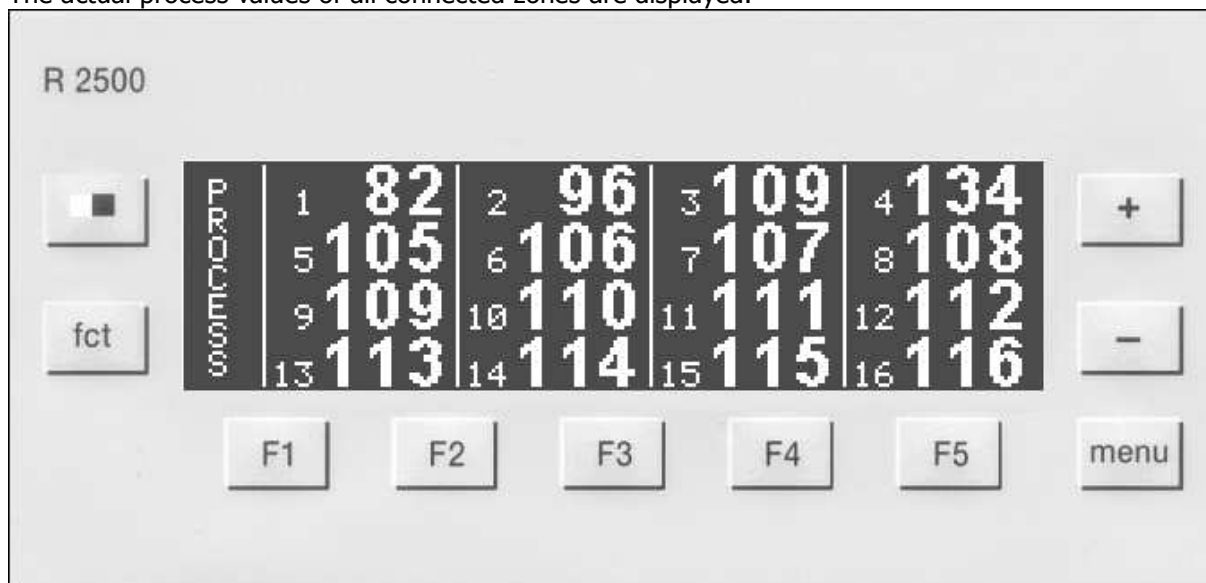 The actual process values of all connected zones are displayed.
R 2500
PROCESS
1 82 2 96 3 109 4 134
5 105 6 106 7 107 8 108
9 109 10 110 11 111 12 112
13 113 14 114 15 115 16 116
+
fct
-
F1 F2 F3 F4 F5 menu